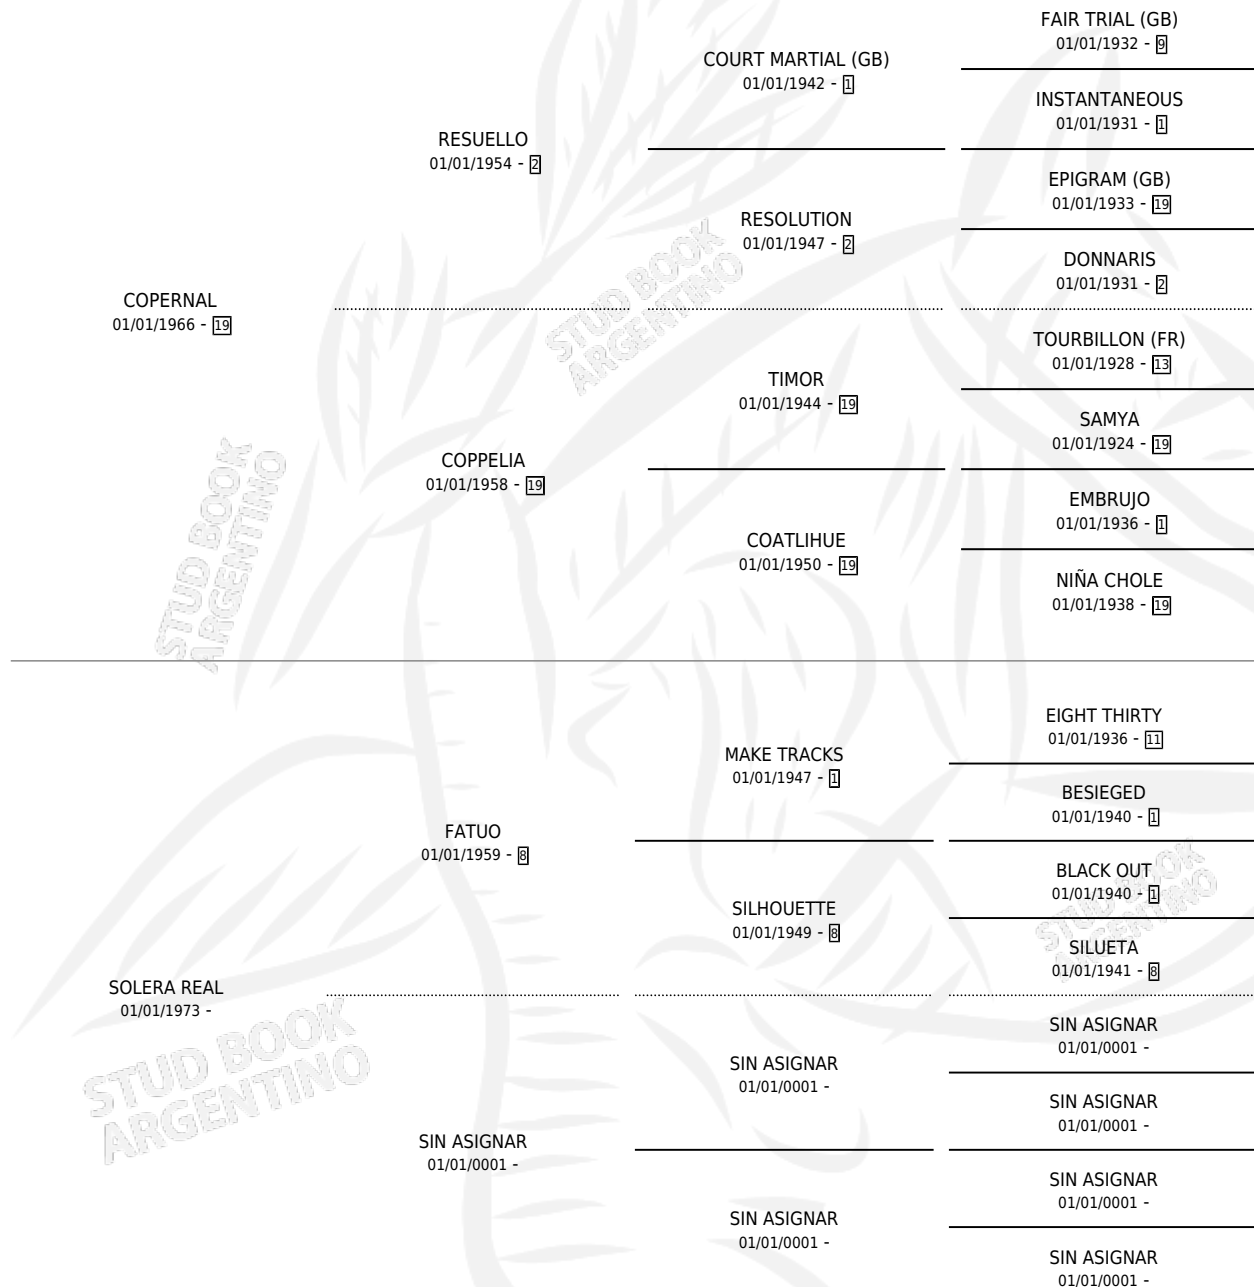 FAIR TRIAL (GB)
01/01/1932 - 9
COURT MARTIAL (GB)
01/01/1942 - 1
INSTANTANEOUS
01/01/1931 - 1
RESUELLO
01/01/1954 - 2
EPIGRAM (GB)
01/01/1933 - 19
RESOLUTION
01/01/1947 - 2
DONNARIS
01/01/1931 - 2
COPERNAL
01/01/1966 - 19
TOURBILLON (FR)
01/01/1928 - 13
TIMOR
01/01/1944 - 19
SAMYA
01/01/1924 - 19
COPPELIA
01/01/1958 - 19
EMBRUJO
01/01/1936 - 1
COATLIHUE
01/01/1950 - 19
NIÑA CHOLE
01/01/1938 - 19
EIGHT THIRTY
01/01/1936 - 11
MAKE TRACKS
01/01/1947 - 1
BESIEGED
01/01/1940 - 1
FATUO
01/01/1959 - 8
BLACK OUT
01/01/1940 - 1
SILHOUETTE
01/01/1949 - 8
SILUETA
01/01/1941 - 8
SOLERA REAL
01/01/1973 -
SIN ASIGNAR
01/01/0001 -
SIN ASIGNAR
01/01/0001 -
SIN ASIGNAR
01/01/0001 -
SIN ASIGNAR
01/01/0001 -
SIN ASIGNAR
01/01/0001 -
SIN ASIGNAR
01/01/0001 -
SIN ASIGNAR
01/01/0001 -
STUD BOOK
ARGENTINO
STUD BOOK
ARGENTINO
STUD BOOK
ARGENTINO
STUD BOOK
ARGENTINO